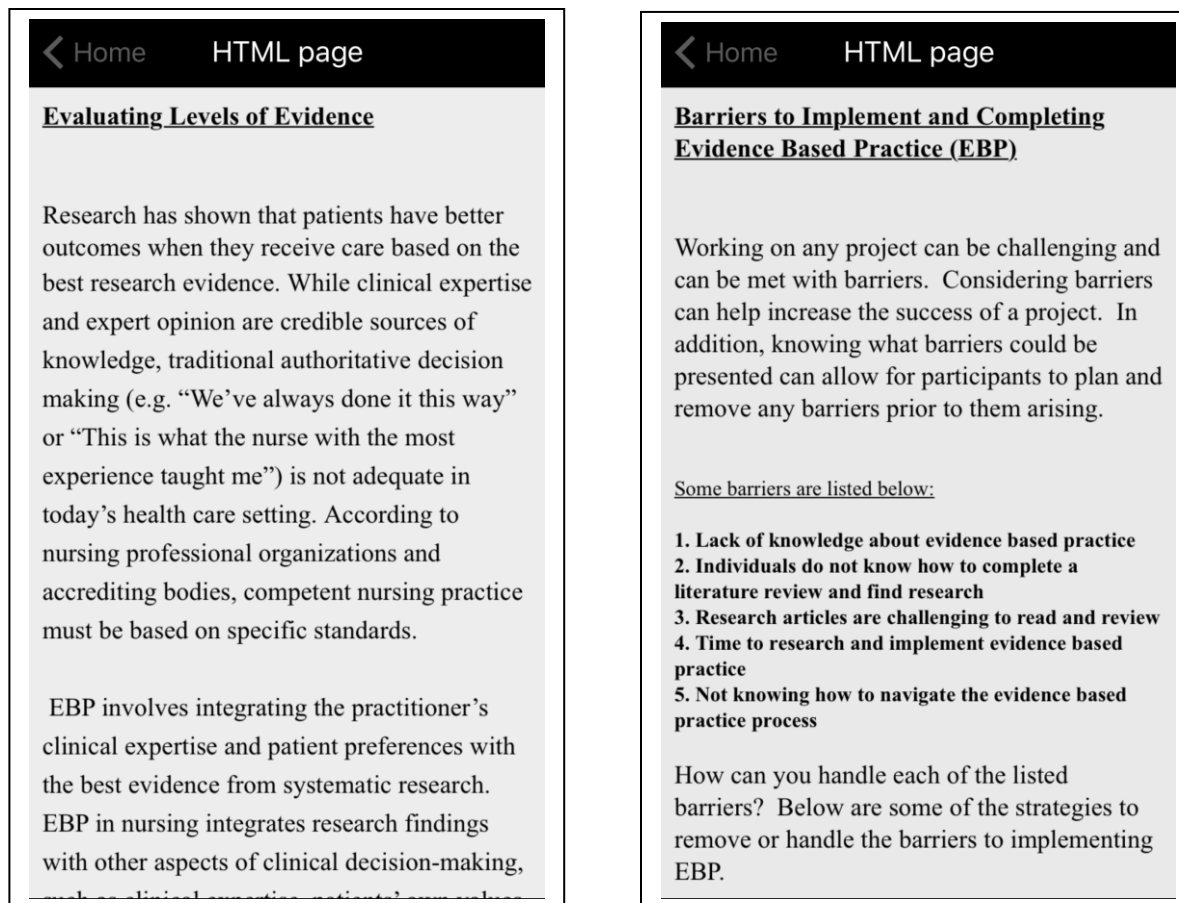 Home HTML page
Evaluating Levels of Evidence
Research has shown that patients have better
outcomes when they receive care based on the
best research evidence. While clinical expertise
and expert opinion are credible sources of
knowledge, traditional authoritative decision
making (e.g. “We’ve always done it this way”
or “This is what the nurse with the most
experience taught me”) is not adequate in
today’s health care setting. According to
nursing professional organizations and
accrediting bodies, competent nursing practice
must be based on specific standards.
EBP involves integrating the practitioner’s
clinical expertise and patient preferences with
the best evidence from systematic research.
EBP in nursing integrates research findings
with other aspects of clinical decision-making,
such as clinical expertise, patients’ own values
Home HTML page
Barriers to Implement and Completing
Evidence Based Practice (EBP)
Working on any project can be challenging and
can be met with barriers.  Considering barriers
can help increase the success of a project.  In
addition, knowing what barriers could be
presented can allow for participants to plan and
remove any barriers prior to them arising.
Some barriers are listed below:
1. Lack of knowledge about evidence based practice
2. Individuals do not know how to complete a
literature review and find research
3. Research articles are challenging to read and review
4. Time to research and implement evidence based
practice
5. Not knowing how to navigate the evidence based
practice process
How can you handle each of the listed
barriers?  Below are some of the strategies to
remove or handle the barriers to implementing
EBP.